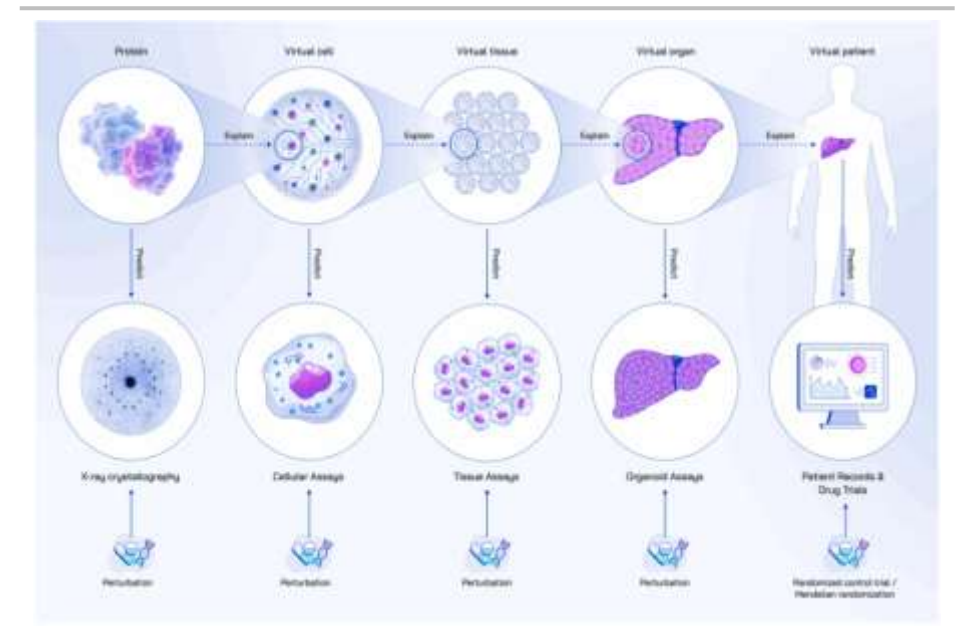 Protein
Virtual cell
Virtual tissue
Virtual organ
Virtual patient
Explain
Explain
Explain
Explain
Predict
Predict
Predict
Predict
Predict
X-ray crystallography
Cellular Assays
Tissue Assays
Organoid Assays
Patient Records &
Drug Trials
Perturbation
Perturbation
Perturbation
Perturbation
Randomized control trial /
Mendelian randomization